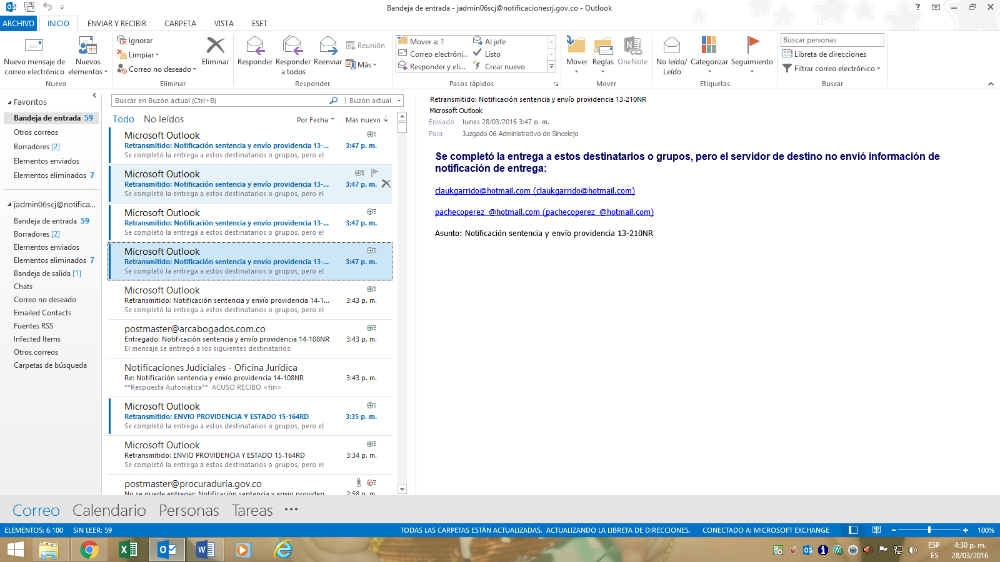 Bandeja de entrada - jadmin06scj@notificacionesrj.gov.co - Outlook
ARCHIVO INICIO ENVIAR Y RECIBIR CARPETA VISTA ESET
Nuevo mensaje de correo electrónico
Nuevos elementos
Nuevo
Ignorar
Limpiar
Correo no deseado
Eliminar
Eliminar
Responder
Responder a todos
Reenviar
Reunión
Más
Responder
Mover a: ?
Correo electróni...
Responder y eli...
Al jefe
Listo
Crear nuevo
Pasos rápidos
Mover
Reglas
OneNote
Mover
No leído/ Leído
Categorizar
Seguimiento
Etiquetas
Buscar personas
Libreta de direcciones
Filtrar correo electrónico
Buscar
Favoritos
Bandeja de entrada 59
Otros correos
Borradores [2]
Elementos enviados
Elementos eliminados 7
jadmin06scj@notifica...
Bandeja de entrada 59
Borradores [2]
Elementos enviados
Elementos eliminados 7
Bandeja de salida [1]
Chats
Correo no deseado
Emailed Contacts
Fuentes RSS
Infected Items
Otros correos
Carpetas de búsqueda
Buscar en Buzón actual (Ctrl+B) Buzón actual
Todo No leídos Por Fecha Más nuevo
Microsoft Outlook
Retransmitido: Notificación sentencia y envío providencia 13-... 3:47 p. m.
Se completó la entrega a estos destinatarios o grupos, pero el
Microsoft Outlook
Retransmitido: Notificación sentencia y envío providencia 13-... 3:47 p. m.
Se completó la entrega a estos destinatarios o grupos, pero el
Microsoft Outlook
Retransmitido: Notificación sentencia y envío providencia 13-... 3:47 p. m.
Se completó la entrega a estos destinatarios o grupos, pero el
Microsoft Outlook
Retransmitido: Notificación sentencia y envío providencia 13-... 3:47 p. m.
Se completó la entrega a estos destinatarios o grupos, pero el
Microsoft Outlook
Retransmitido: Notificación sentencia y envío providencia 14-1... 3:43 p. m.
Se completó la entrega a estos destinatarios o grupos, pero el
postmaster@arcabogados.com.co
Entregado: Notificación sentencia y envío providencia 14-108NR 3:43 p. m.
El mensaje se entregó a los siguientes destinatarios:
Notificaciones Judiciales - Oficina Jurídica
Re: Notificación sentencia y envío providencia 14-108NR 3:43 p. m.
**Respuesta Automática** ACUSO RECIBO <fin>
Microsoft Outlook
Retransmitido: ENVIO PROVIDENCIA Y ESTADO 15-164RD 3:35 p. m.
Se completó la entrega a estos destinatarios o grupos, pero el
Microsoft Outlook
Retransmitido: ENVIO PROVIDENCIA Y ESTADO 15-164RD 3:34 p. m.
Se completó la entrega a estos destinatarios o grupos, pero el
postmaster@procuraduria.gov.co
No se puede entregar: Notificación sentencia y envío providen 2:58 p. m.
Retransmitido: Notificación sentencia y envío providencia 13-210NR
Microsoft Outlook
Enviado lunes 28/03/2016 3:47 p. m.
Para Juzgado 06 Administrativo de Sincelejo
Se completó la entrega a estos destinatarios o grupos, pero el servidor de destino no envió información de
notificación de entrega:
claukgarrido@hotmail.com (claukgarrido@hotmail.com)
pachecoperez_@hotmail.com (pachecoperez_@hotmail.com)
Asunto: Notificación sentencia y envío providencia 13-210NR
Correo Calendario Personas Tareas ...
ELEMENTOS: 6.100 SIN LEER: 59 TODAS LAS CARPETAS ESTÁN ACTUALIZADAS. ACTUALIZANDO LA LIBRETA DE DIRECCIONES. CONECTADO A: MICROSOFT EXCHANGE 100%
ESP 4:30 p. m.
ES 28/03/2016